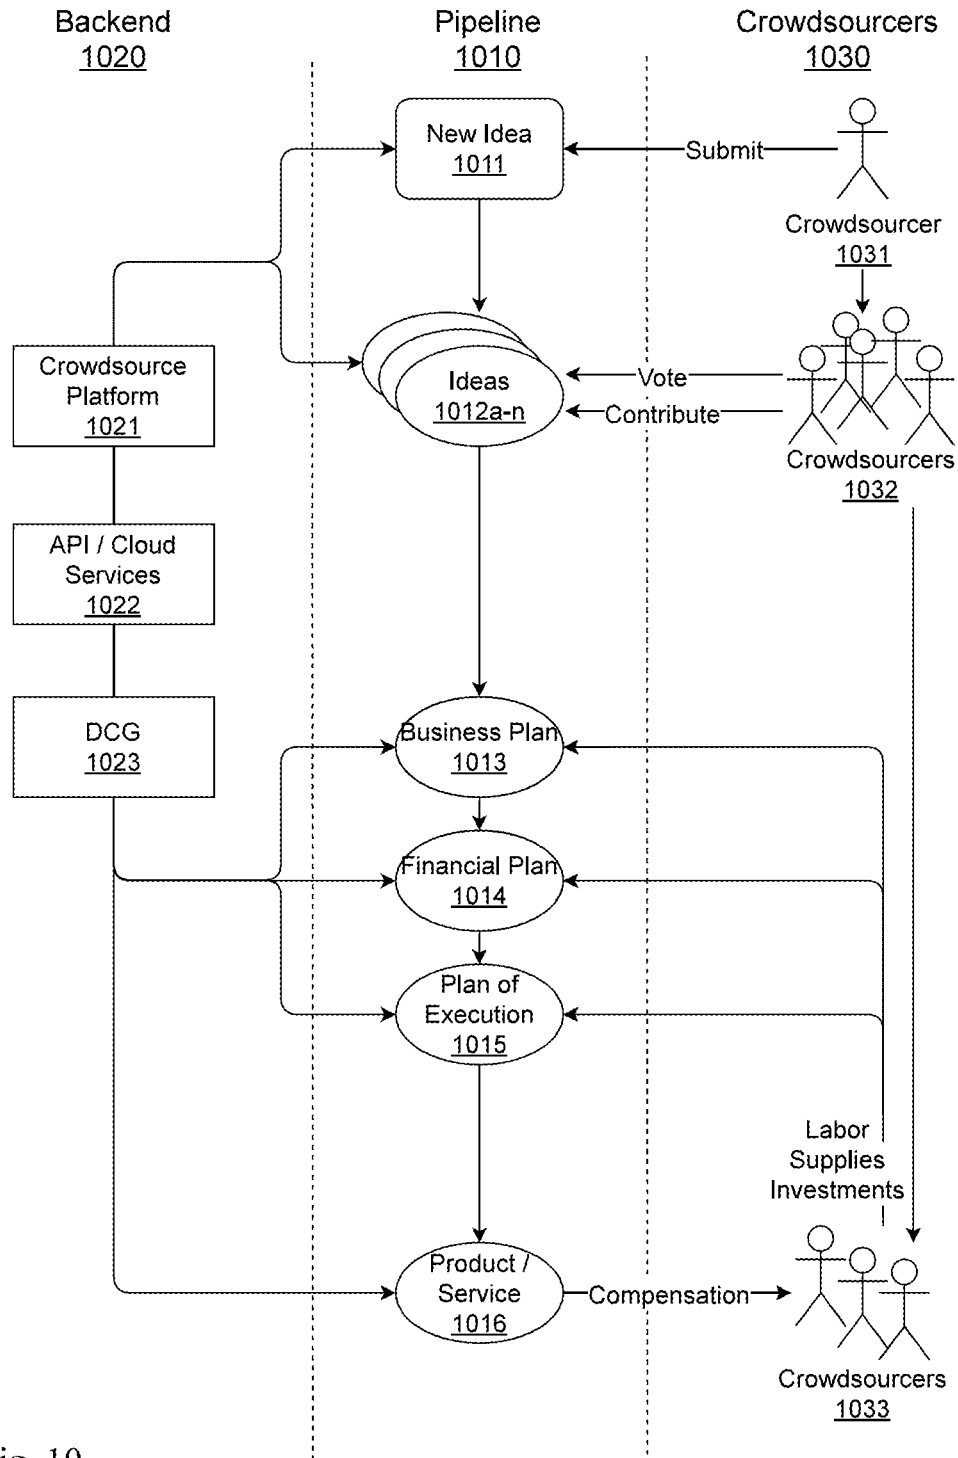 Backend
1020
Pipeline
1010
Crowdsourcers
1030
New Idea
1011
Submit
Crowdsourcer
1031
Crowdsource
Platform
1021
Ideas
1012a-n
Vote
Contribute
Crowdsourcers
1032
API / Cloud
Services
1022
DCG
1023
Business Plan
1013
Financial Plan
1014
Plan of
Execution
1015
Labor
Supplies
Investments
Product /
Service
1016
Compensation
Crowdsourcers
1033